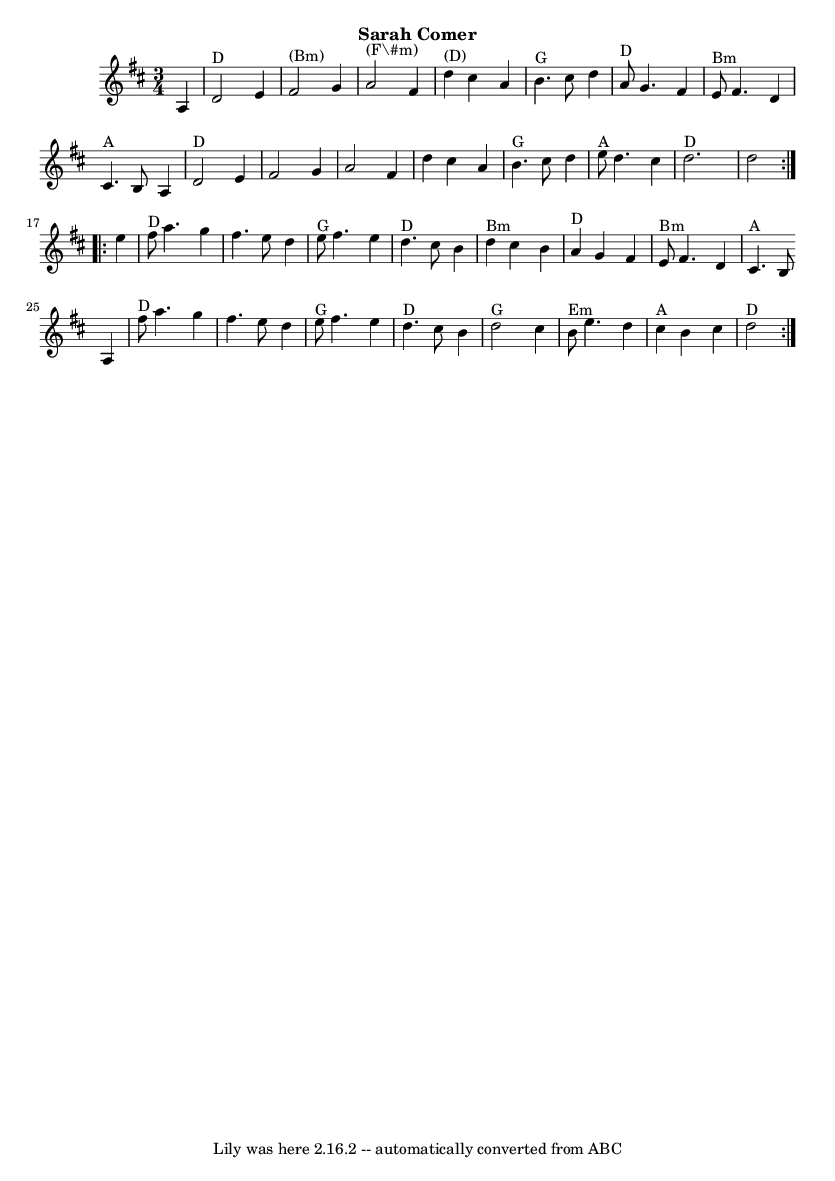 Sarah Comer
D (Bm) (F\#m) (D) G D Bm
3 4
A D G A D
17 D G D Bm D Bm A
25 D G D G Em A D
Lily was here 2.16.2 -- automatically converted from ABC